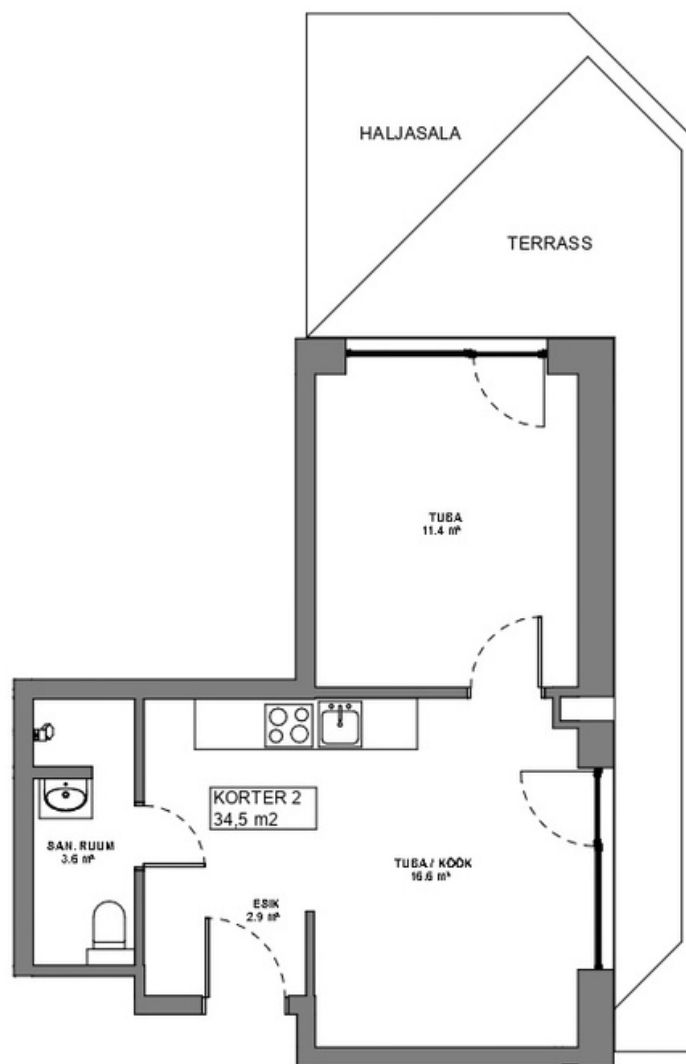 HALJASALA
TERRASS
TUBA
11.4 m²
KORTER 2
34,5 m2
SAN. RUUM
3.6 m²
TUBA / KÖÖK
16.6 m²
ESIK
2.9 m²